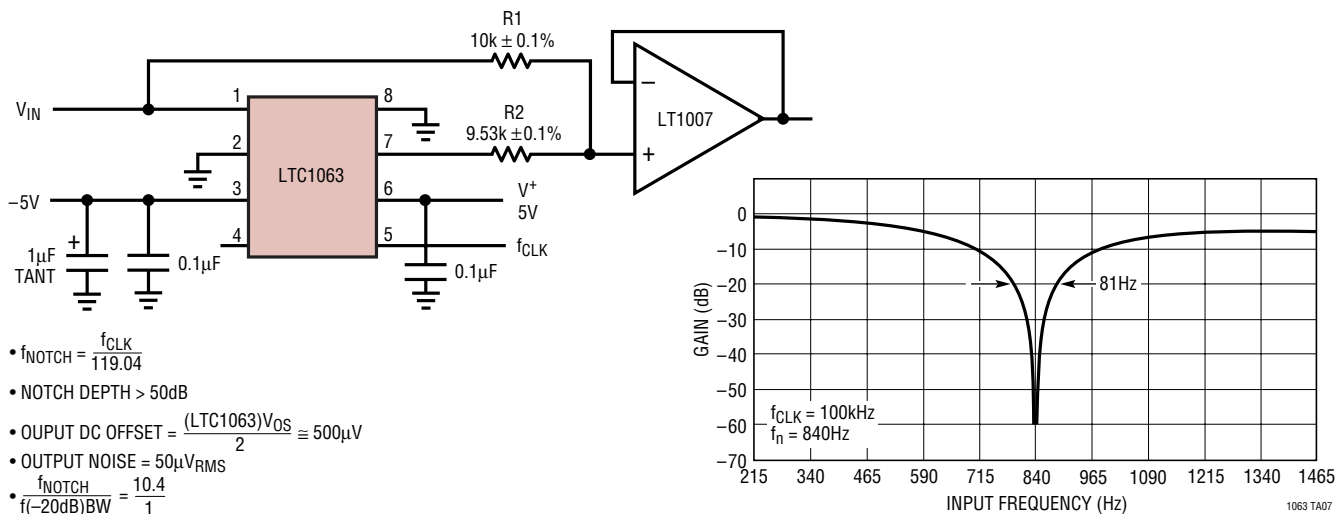 R1
10k ± 0.1%
V_IN
1
8
2
7
R2
9.53k ±0.1%
LTC1063
LT1007
−
+
−5V
3
6
V+
5V
4
5
f_CLK
+
1µF
TANT
0.1µF
0.1µF
• f_NOTCH = f_CLK / 119.04
• NOTCH DEPTH > 50dB
• OUPUT DC OFFSET = (LTC1063)V_OS / 2 ≅ 500µV
• OUTPUT NOISE = 50µV_RMS
• f_NOTCH / f(−20dB)BW = 10.4 / 1
GAIN (dB)
0
−10
−20
−30
−40
−50
−60
−70
81Hz
f_CLK = 100kHz
f_n = 840Hz
215 340 465 590 715 840 965 1090 1215 1340 1465
INPUT FREQUENCY (Hz)
1063 TA07